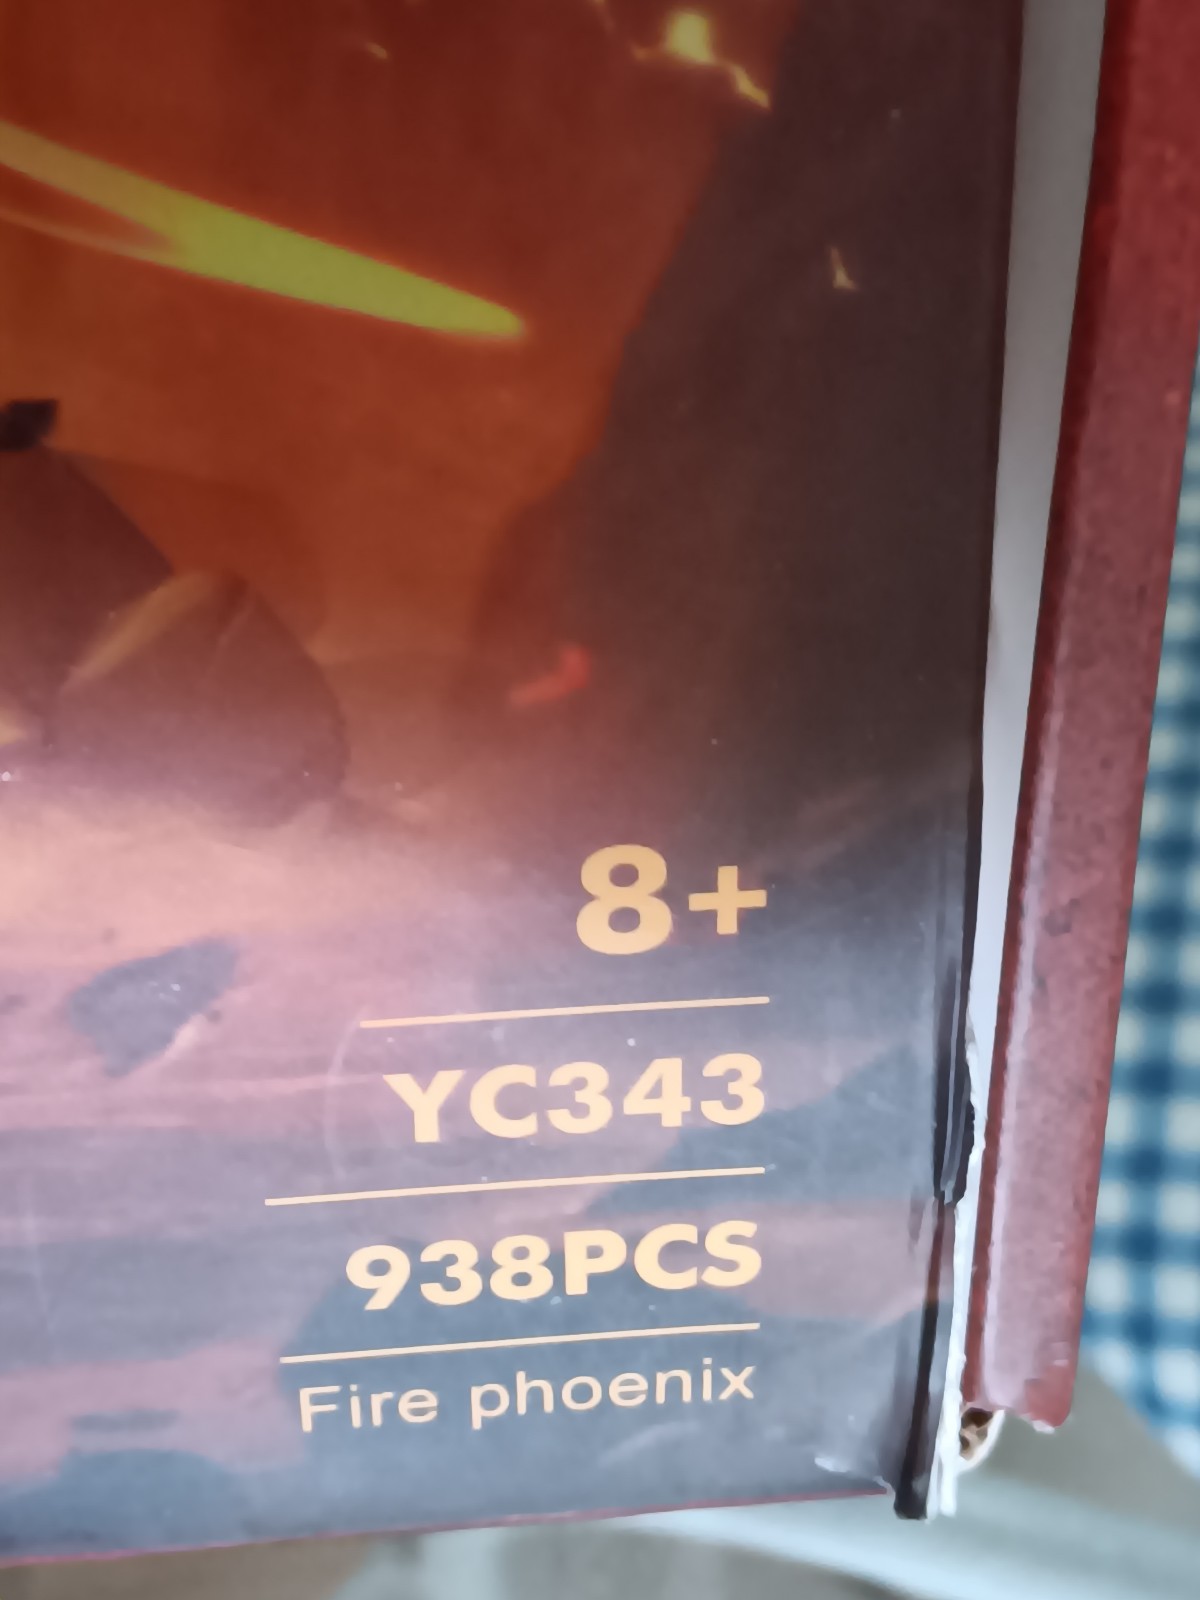 8+
YC343
938PCS
Fire phoenix